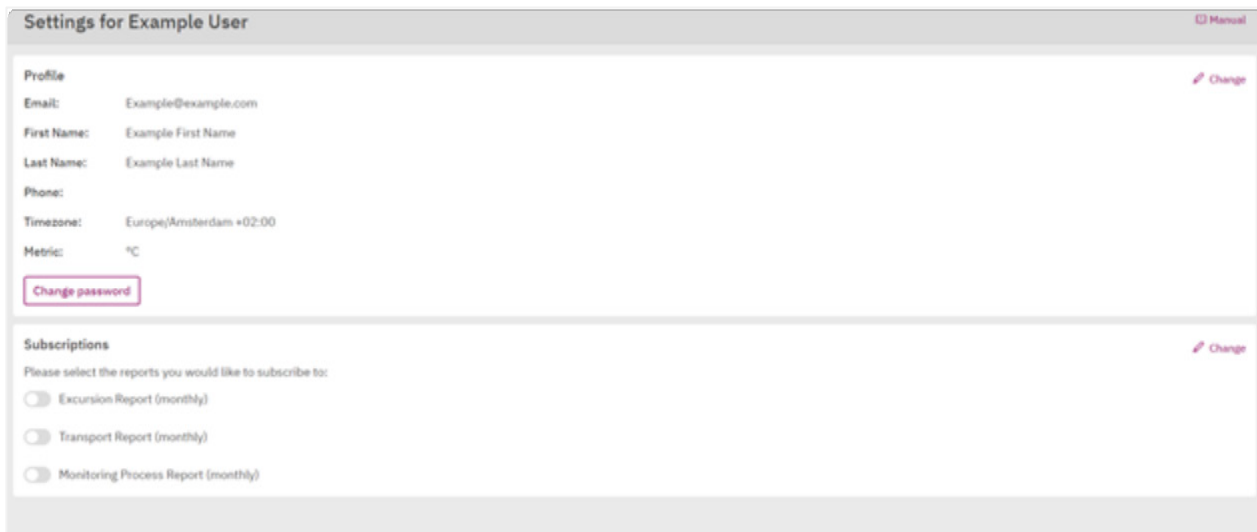 Settings for Example User
Manual
Profile
Change
Email: Example@example.com
First Name: Example First Name
Last Name: Example Last Name
Phone:
Timezone: Europe/Amsterdam +02:00
Metric: °C
Change password
Subscriptions
Change
Please select the reports you would like to subscribe to:
Excursion Report (monthly)
Transport Report (monthly)
Monitoring Process Report (monthly)